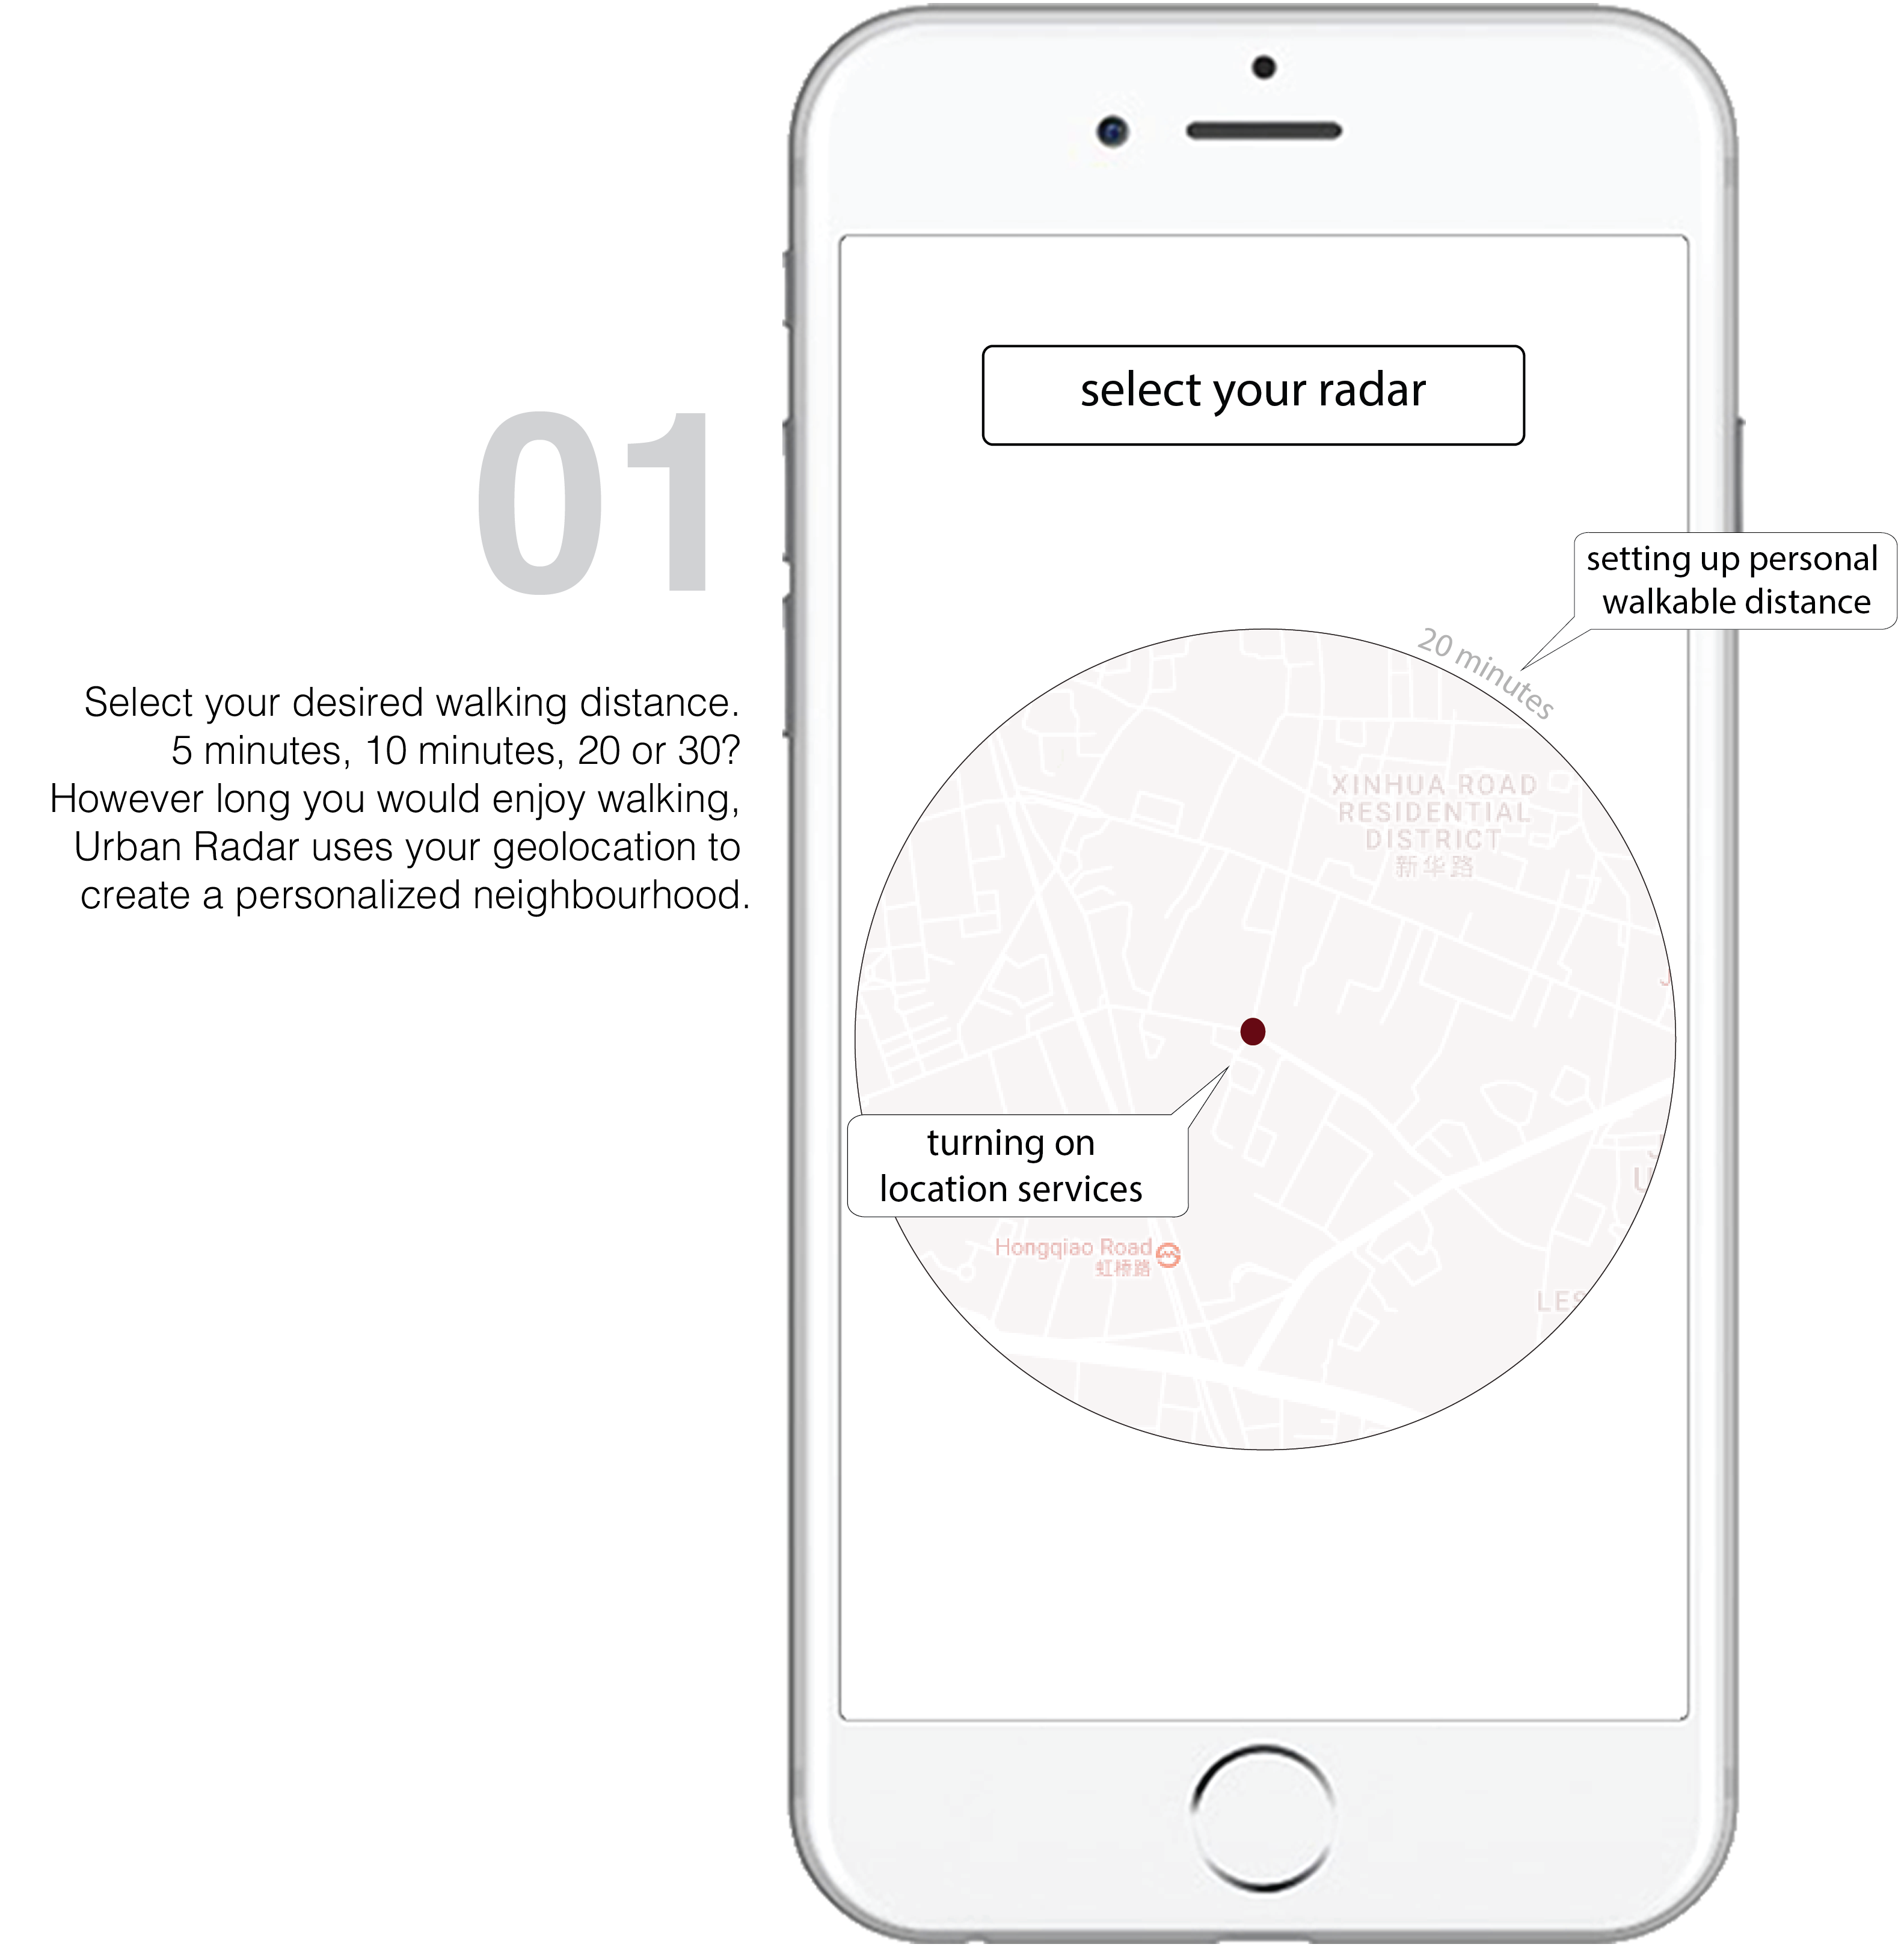 01
Select your desired walking distance.
5 minutes, 10 minutes, 20 or 30?
However long you would enjoy walking,
Urban Radar uses your geolocation to
create a personalized neighbourhood.
select your radar
setting up personal
walkable distance
20 minutes
XINHUA ROAD
RESIDENTIAL
DISTRICT
新华路
turning on
location services
Hongqiao Road
虹桥路
LES